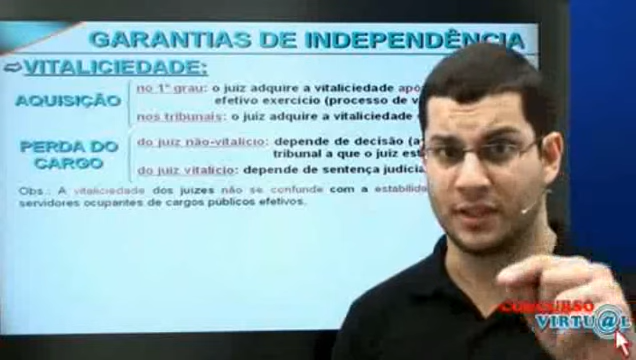 GARANTIAS DE INDEPENDÊNCIA
⇨VITALICIEDADE:
AQUISIÇÃO
no 1º grau: o juiz adquire a vitaliciedade apó
efetivo exercício (processo de v
nos tribunais: o juiz adquire a vitaliciedade
PERDA DO
CARGO
do juiz não-vitalício: depende de decisão (a
tribunal a que o juiz est
do juiz vitalício: depende de sentença judicia
Obs.: A vitaliciedade dos juízes não se confunde com a estabilid
servidores ocupantes de cargos públicos efetivos.
CONCURSO
VIRTU@L